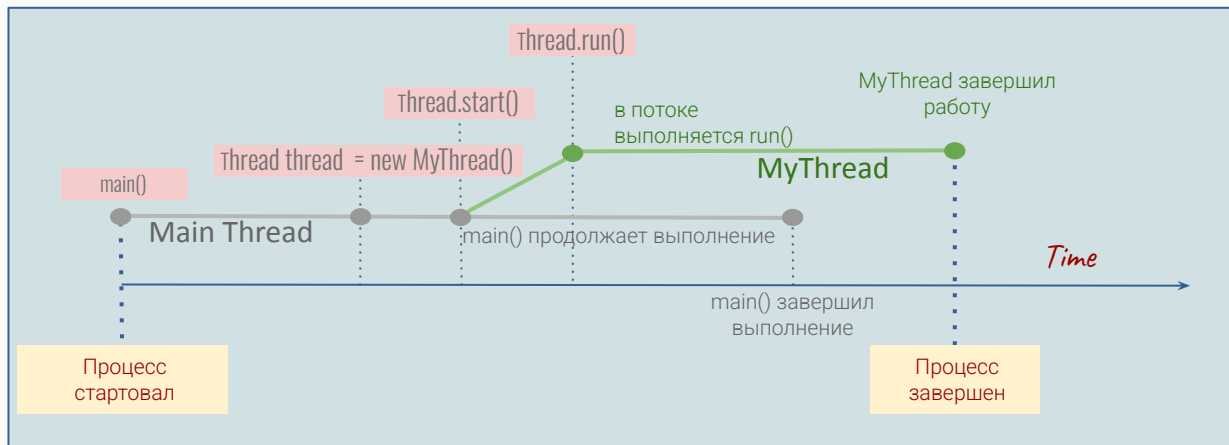 Thread.run()
MyThread завершил
работу
Thread.start()
в потоке
выполняется run()
Thread thread = new MyThread()
MyThread
main()
Main Thread
main() продолжает выполнение
Time
main() завершил
выполнение
Процесс
стартовал
Процесс
завершен